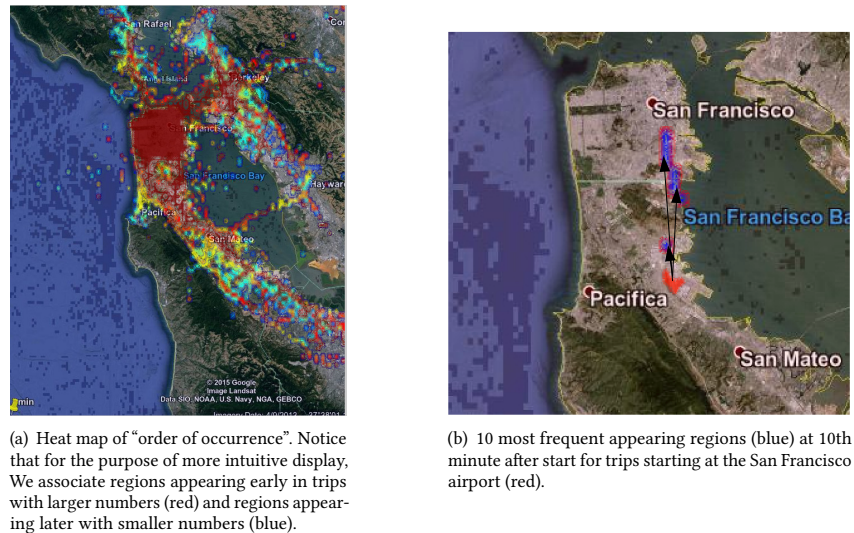 San Rafael
Angel Island
Berkeley
San Francisco
San Francisco Bay
Hayward
Pacifica
San Mateo
© 2015 Google
Image Landsat
Data SIO, NOAA, U.S. Navy, NGA, GEBCO
min
San Francisco
San Francisco Ba
Pacifica
San Mateo
(a) Heat map of “order of occurrence”. Notice
that for the purpose of more intuitive display,
We associate regions appearing early in trips
with larger numbers (red) and regions appear-
ing later with smaller numbers (blue).
(b) 10 most frequent appearing regions (blue) at 10th
minute after start for trips starting at the San Francisco
airport (red).